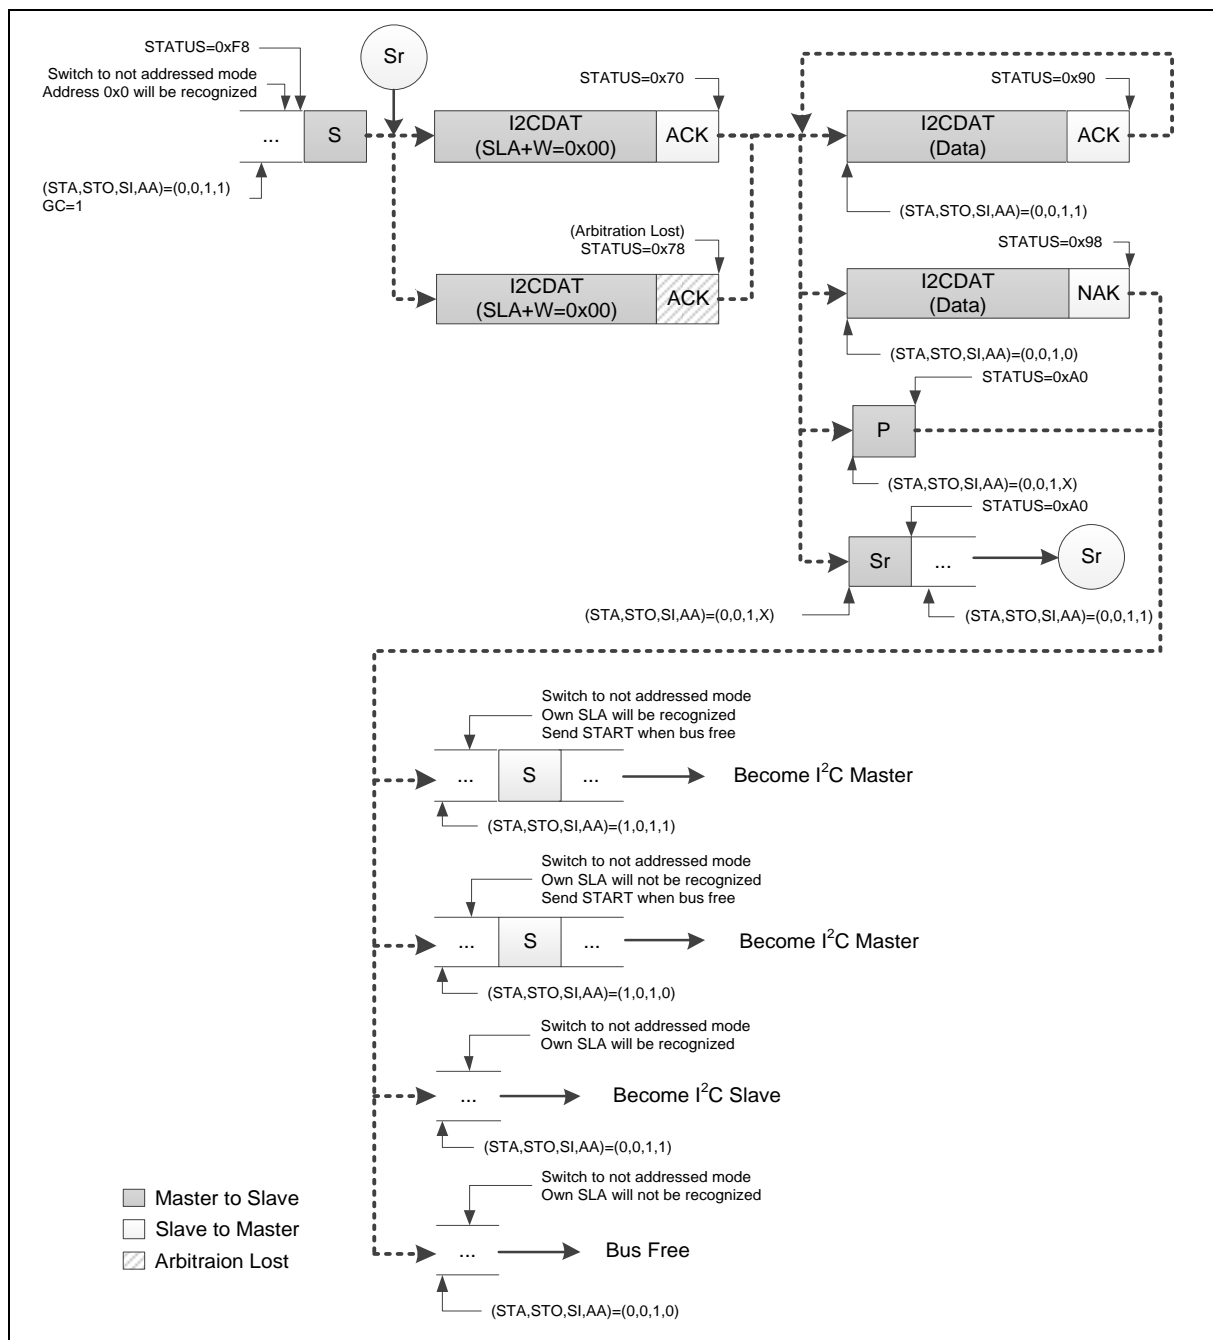 STATUS=0xF8
Switch to not addressed mode
Address 0x0 will be recognized
Sr
STATUS=0x70
STATUS=0x90
...
S
I2CDAT
(SLA+W=0x00)
ACK
I2CDAT
(Data)
ACK
(STA,STO,SI,AA)=(0,0,1,1)
GC=1
(STA,STO,SI,AA)=(0,0,1,1)
(Arbitration Lost)
STATUS=0x78
STATUS=0x98
I2CDAT
(SLA+W=0x00)
ACK
I2CDAT
(Data)
NAK
(STA,STO,SI,AA)=(0,0,1,0)
STATUS=0xA0
P
(STA,STO,SI,AA)=(0,0,1,X)
STATUS=0xA0
Sr
...
Sr
(STA,STO,SI,AA)=(0,0,1,X)
(STA,STO,SI,AA)=(0,0,1,1)
Switch to not addressed mode
Own SLA will be recognized
Send START when bus free
...
S
...
Become I²C Master
(STA,STO,SI,AA)=(1,0,1,1)
Switch to not addressed mode
Own SLA will not be recognized
Send START when bus free
...
S
...
Become I²C Master
(STA,STO,SI,AA)=(1,0,1,0)
Switch to not addressed mode
Own SLA will be recognized
...
Become I²C Slave
(STA,STO,SI,AA)=(0,0,1,1)
Switch to not addressed mode
Own SLA will not be recognized
...
Bus Free
(STA,STO,SI,AA)=(0,0,1,0)
Master to Slave
Slave to Master
Arbitraion Lost